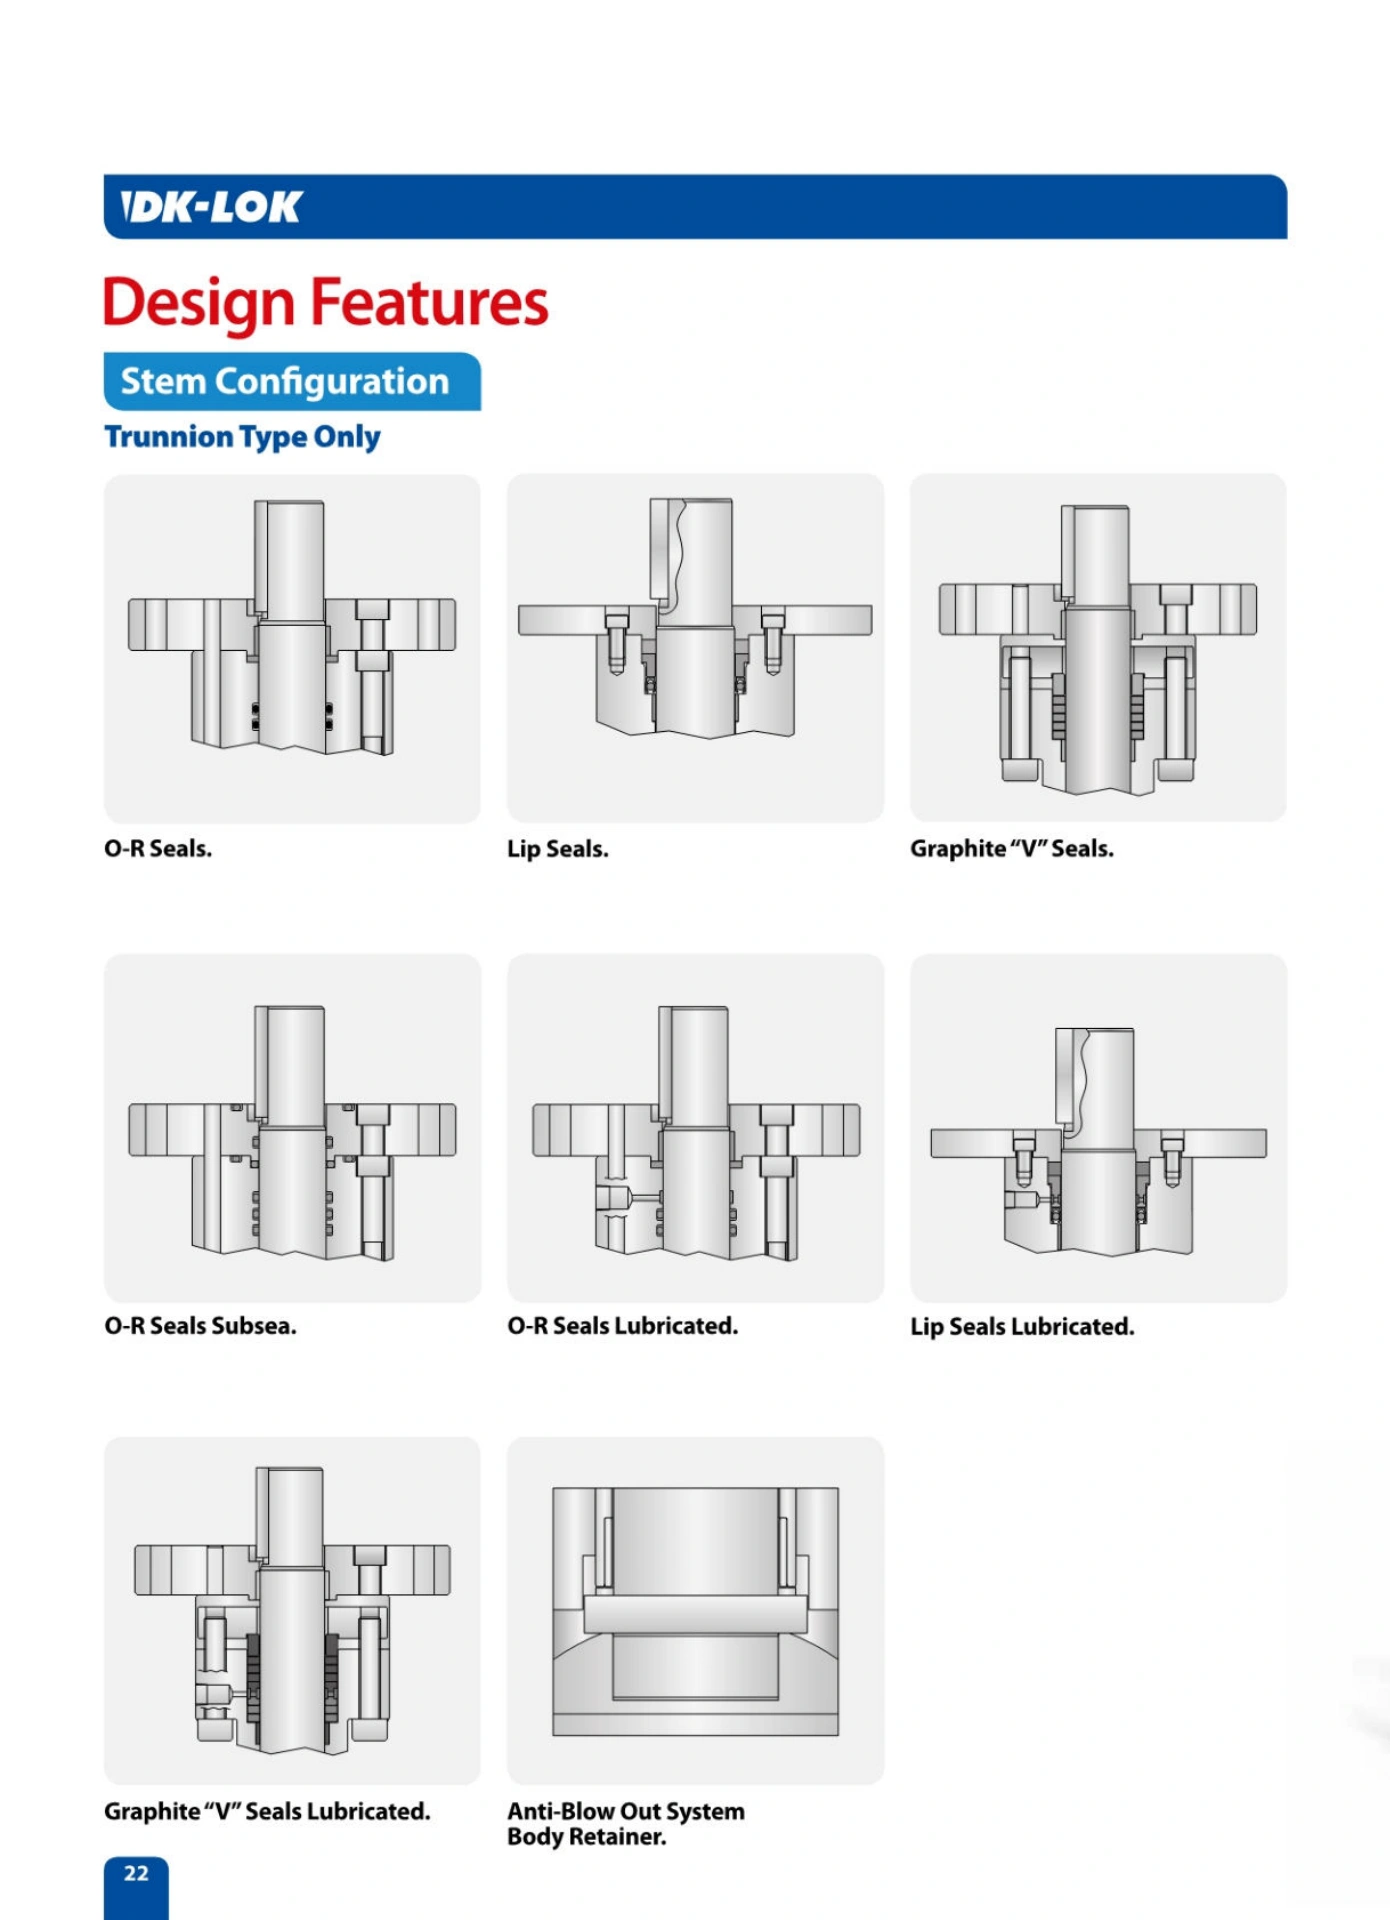 DK-LOK
Design Features
Stem Configuration
Trunnion Type Only
O-R Seals.
Lip Seals.
Graphite “V” Seals.
O-R Seals Subsea.
O-R Seals Lubricated.
Lip Seals Lubricated.
Graphite “V” Seals Lubricated.
Anti-Blow Out System
Body Retainer.
22